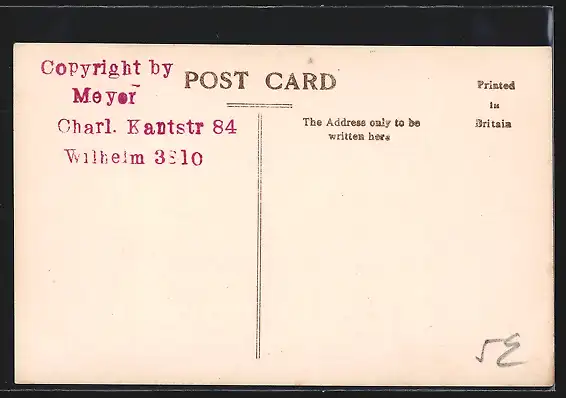 Copyright by
Meyer
Charl. Kantstr 84
Wilhelm 3910
POST CARD
The Address only to be
written here
Printed
in
Britain